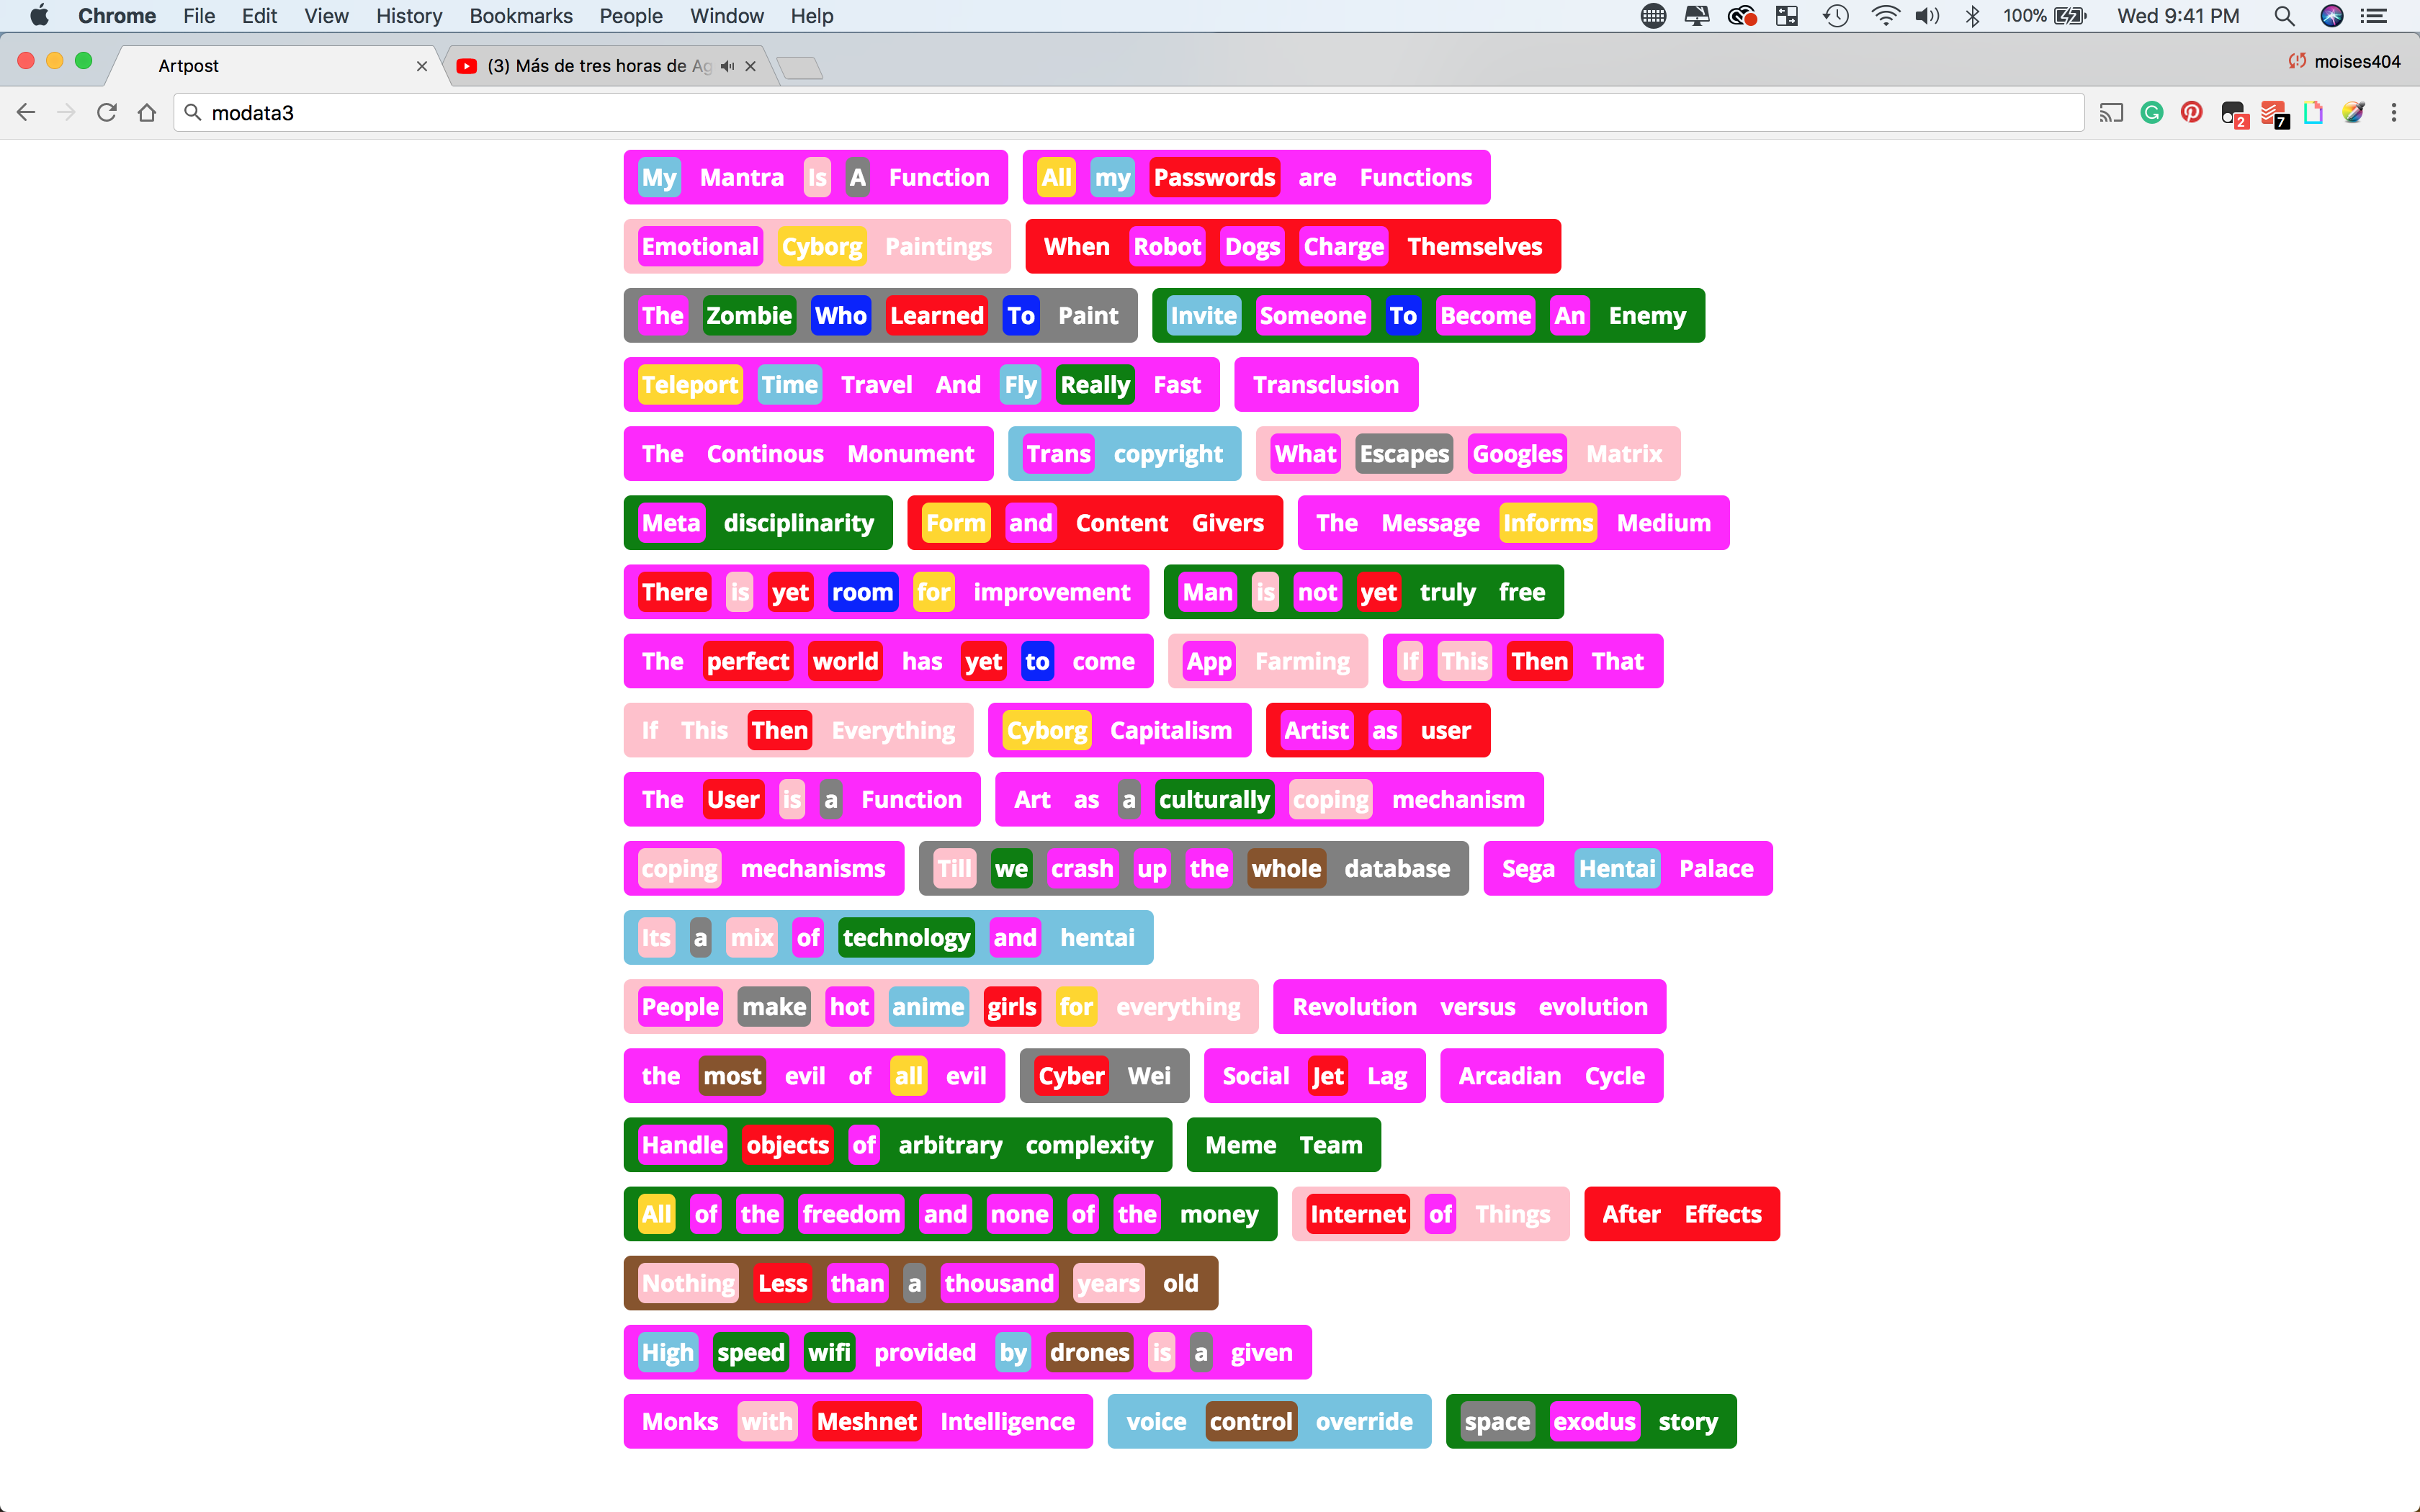 Chrome File Edit View History Bookmarks People Window Help 100% Wed 9:41 PM
Artpost (3) Más de tres horas de Ag moises404
modata3 2 7
My Mantra Is A Function All my Passwords are Functions
Emotional Cyborg Paintings When Robot Dogs Charge Themselves
The Zombie Who Learned To Paint Invite Someone To Become An Enemy
Teleport Time Travel And Fly Really Fast Transclusion
The Continous Monument Trans copyright What Escapes Googles Matrix
Meta disciplinarity Form and Content Givers The Message Informs Medium
There is yet room for improvement Man is not yet truly free
The perfect world has yet to come App Farming If This Then That
If This Then Everything Cyborg Capitalism Artist as user
The User is a Function Art as a culturally coping mechanism
coping mechanisms Till we crash up the whole database Sega Hentai Palace
Its a mix of technology and hentai
People make hot anime girls for everything Revolution versus evolution
the most evil of all evil Cyber Wei Social Jet Lag Arcadian Cycle
Handle objects of arbitrary complexity Meme Team
All of the freedom and none of the money Internet of Things After Effects
Nothing Less than a thousand years old
High speed wifi provided by drones is a given
Monks with Meshnet Intelligence voice control override space exodus story